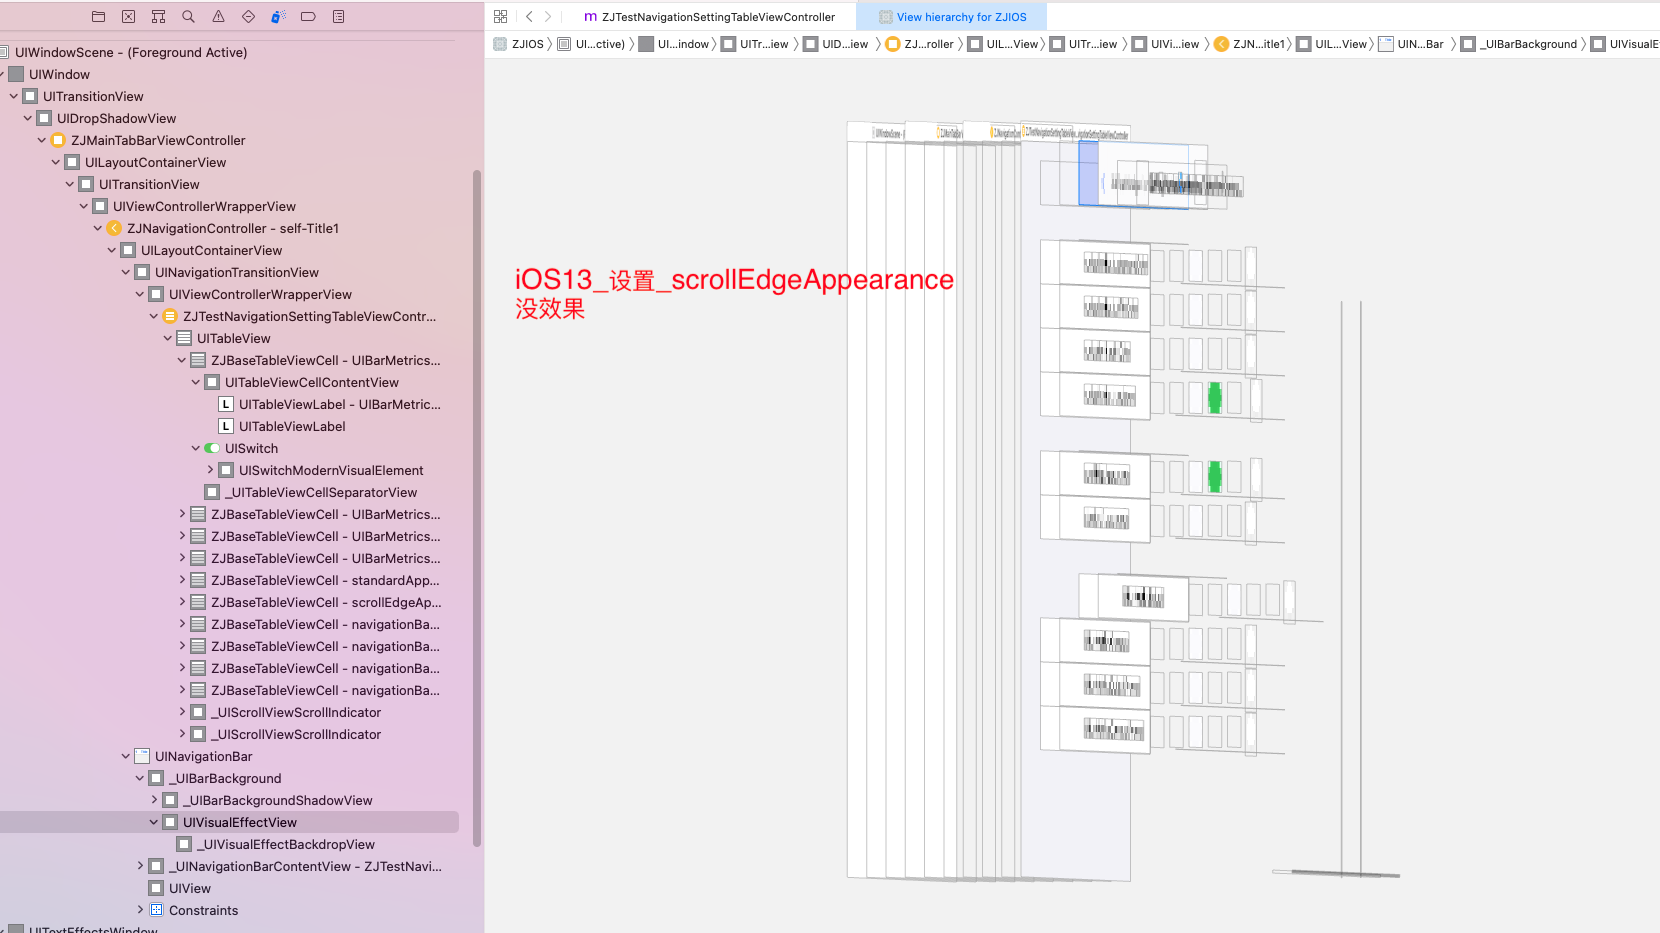 m ZJTestNavigationSettingTableViewController
View hierarchy for ZJIOS
ZJIOS
UI...ctive)
UI...indow
UITr...iew
UID...iew
ZJ...roller
UIL...View
UITr...iew
UIVi...iew
ZJN...itle1
UIL...View
UIN...Bar
_UIBarBackground
UIVisualE
UIWindowScene - (Foreground Active)
UIWindow
UITransitionView
UIDropShadowView
ZJMainTabBarViewController
UILayoutContainerView
UITransitionView
UIViewControllerWrapperView
ZJNavigationController - self-Title1
UILayoutContainerView
UINavigationTransitionView
UIViewControllerWrapperView
ZJTestNavigationSettingTableViewContr...
UITableView
ZJBaseTableViewCell - UIBarMetrics...
UITableViewCellContentView
L UITableViewLabel - UIBarMetric...
L UITableViewLabel
UISwitch
UISwitchModernVisualElement
_UITableViewCellSeparatorView
ZJBaseTableViewCell - UIBarMetrics...
ZJBaseTableViewCell - UIBarMetrics...
ZJBaseTableViewCell - UIBarMetrics...
ZJBaseTableViewCell - standardApp...
ZJBaseTableViewCell - scrollEdgeAp...
ZJBaseTableViewCell - navigationBa...
ZJBaseTableViewCell - navigationBa...
ZJBaseTableViewCell - navigationBa...
ZJBaseTableViewCell - navigationBa...
_UIScrollViewScrollIndicator
_UIScrollViewScrollIndicator
UINavigationBar
_UIBarBackground
_UIBarBackgroundShadowView
UIVisualEffectView
_UIVisualEffectBackdropView
_UINavigationBarContentView - ZJTestNavi...
UIView
Constraints
UITextEffectsWindow
iOS13_设置_scrollEdgeAppearance
没效果